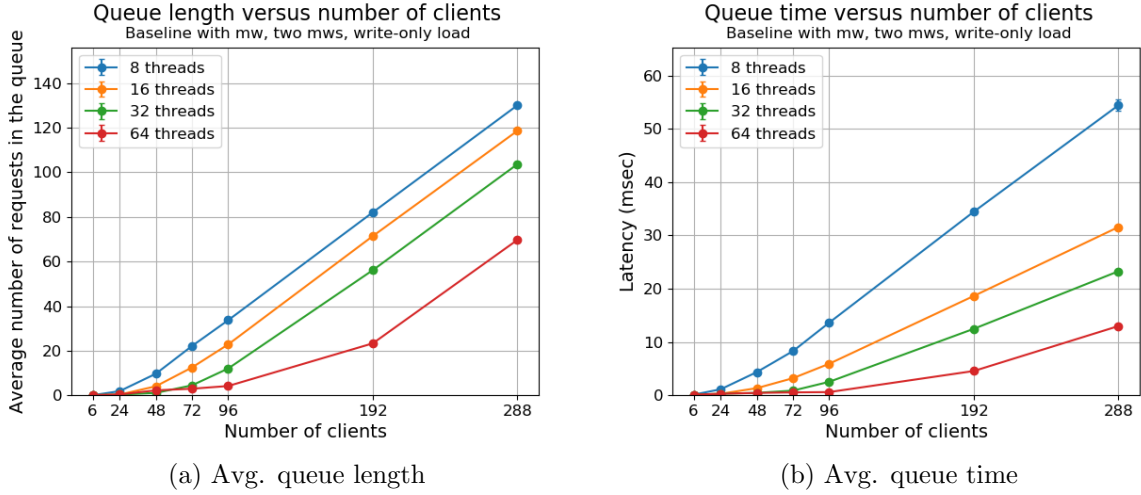 Queue length versus number of clients
Baseline with mw, two mws, write-only load
8 threads
16 threads
32 threads
64 threads
140
120
100
80
60
40
20
0
Average number of requests in the queue
6 24 48 72 96 192 288
Number of clients
(a) Avg. queue length
Queue time versus number of clients
Baseline with mw, two mws, write-only load
8 threads
16 threads
32 threads
64 threads
60
50
40
30
20
10
0
Latency (msec)
6 24 48 72 96 192 288
Number of clients
(b) Avg. queue time